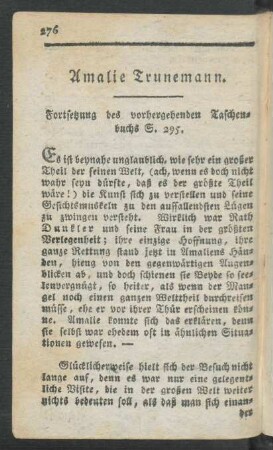 276
Amalie Trunemann.
Fortsetzung des vorhergehenden Taschen-
buchs S. 295.
Es ist beynahe unglaublich, wie sehr ein großer
Theil der feinen Welt, (ach, wenn es doch nicht
wahr seyn dürfte, daß es der größte Theil
wäre!) die Kunst sich zu verstellen und seine
Gesichtsmuskeln zu den auffallendsten Lügen
zu zwingen versteht. Wirklich war Rath
Dunkler und seine Frau in der größten
Verlegenheit; ihre einzige Hoffnung, ihre
ganze Rettung stand jetzt in Amaliens Hän-
den, hieng von den gegenwärtigen Augen-
blicken ab, und doch schienen sie Beyde so see-
lenvergnügt, so heiter, als wenn der Man-
gel noch einen ganzen Welttheil durchreisen
müsse, ehe er vor ihrer Thür erscheinen kön-
ne. Amalie konnte sich das erklären, denn
sie selbst war ehedem oft in ähnlichen Situa-
tionen gewesen. —
Glücklicherweise hielt sich der Besuch nicht
lange auf, denn es war nur eine gelegent-
liche Visite, die in der großen Welt weiter
nichts bedeuten soll, als daß man sich einan-
der